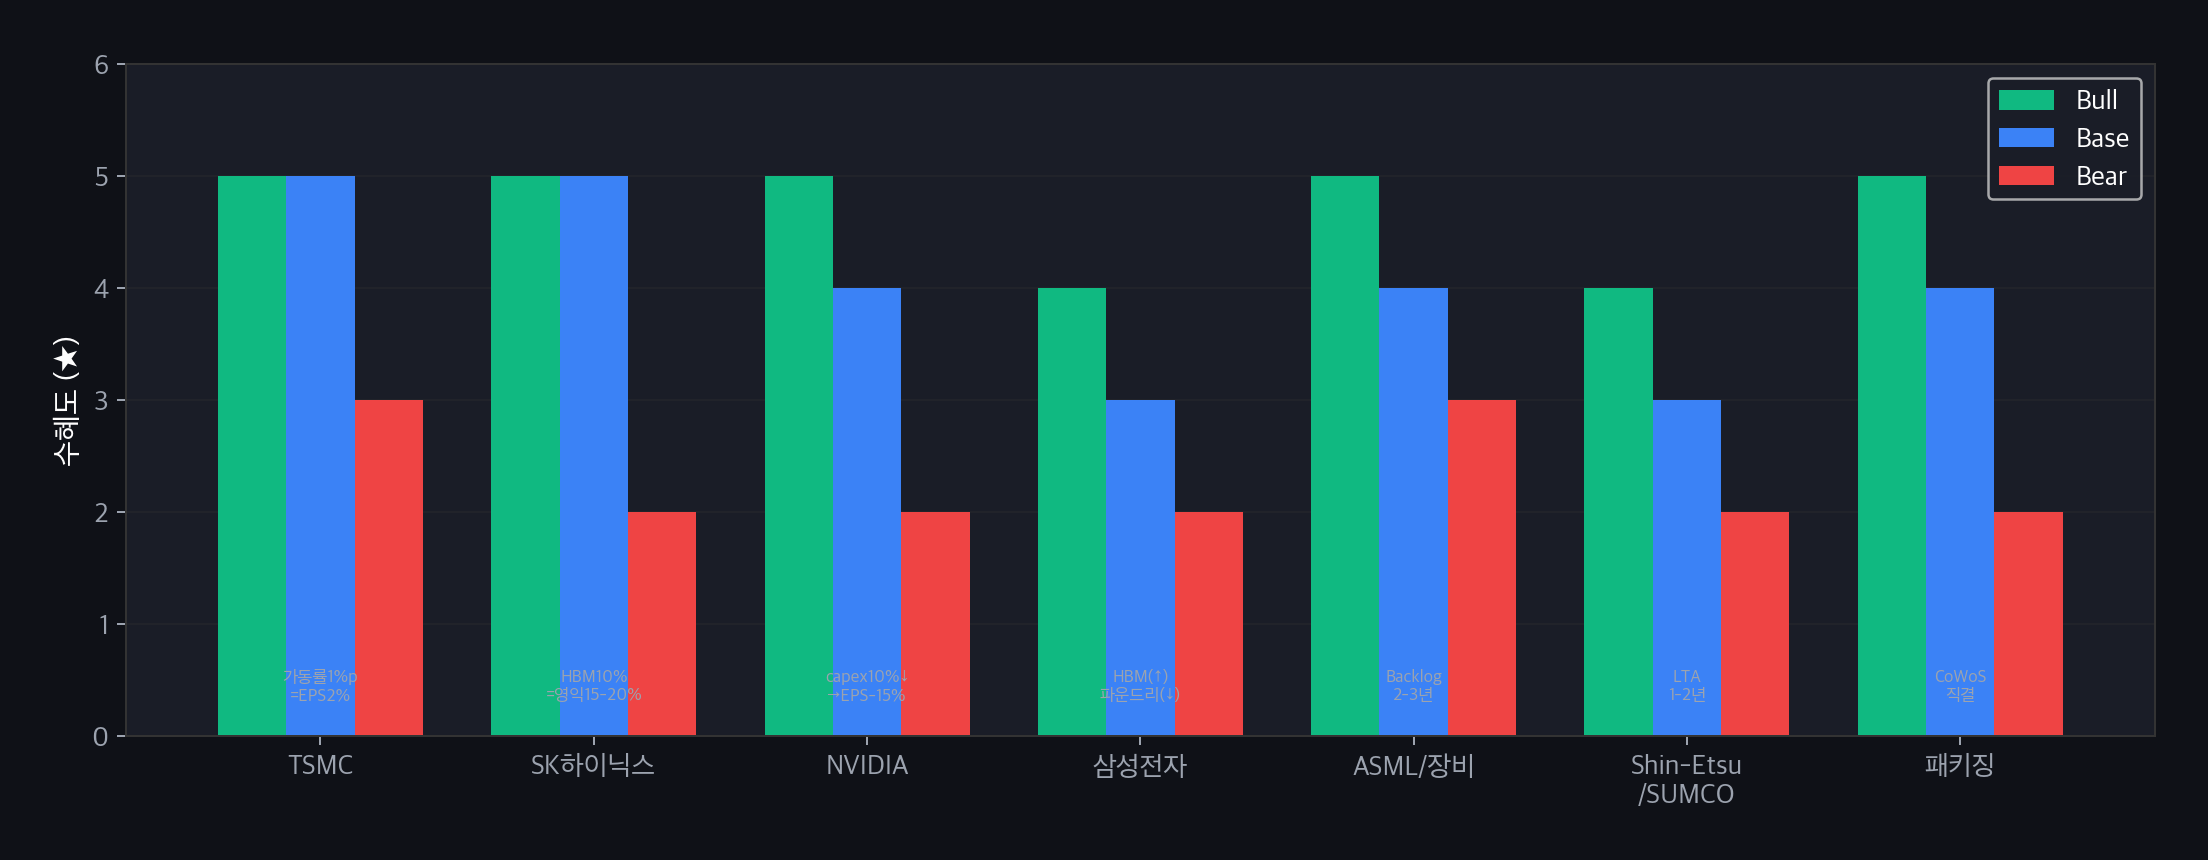 6
5
4
3
2
1
0
수혜도 (★)
Bull
Base
Bear
가동률1%p
=EPS2%
HBM10%
=영익15-20%
capex10%↓
→EPS-15%
HBM(↑)
파운드리(↓)
Backlog
2-3년
LTA
1-2년
CoWoS
직결
TSMC
SK하이닉스
NVIDIA
삼성전자
ASML/장비
Shin-Etsu
/SUMCO
패키징